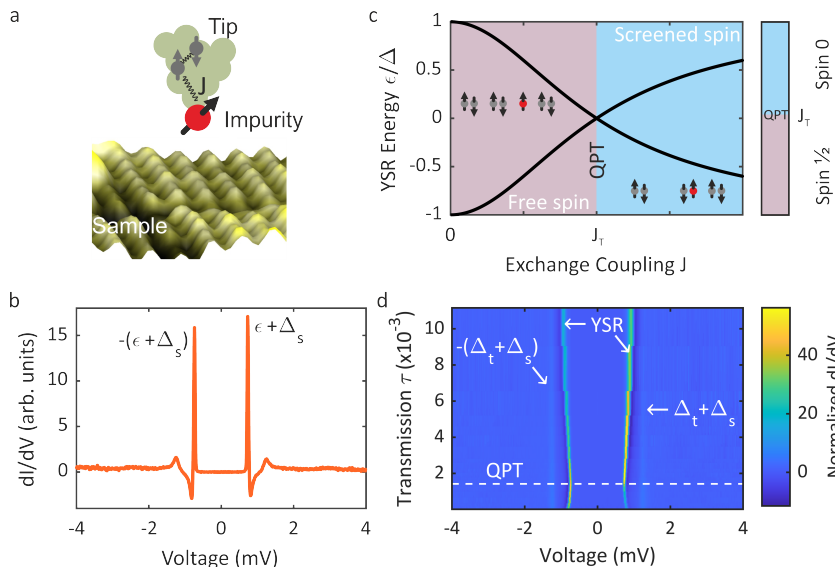 a
Tip
J
Impurity
Sample
b
dI/dV (arb. units)
15
10
5
0
-(ϵ+Δs)
ϵ+Δs
-4
-2
0
2
4
Voltage (mV)
c
YSR Energy ϵ/Δ
1
0.5
0
-0.5
-1
Screened spin
Free spin
QPT
0
J_T
Exchange Coupling J
Spin 0
QPT
J_T
Spin ½
d
Transmission τ (x10⁻³)
10
8
6
4
2
YSR
-(Δt+Δs)
Δt+Δs
QPT
-4
-2
0
2
4
Voltage (mV)
40
20
0
Normalized dI/dV